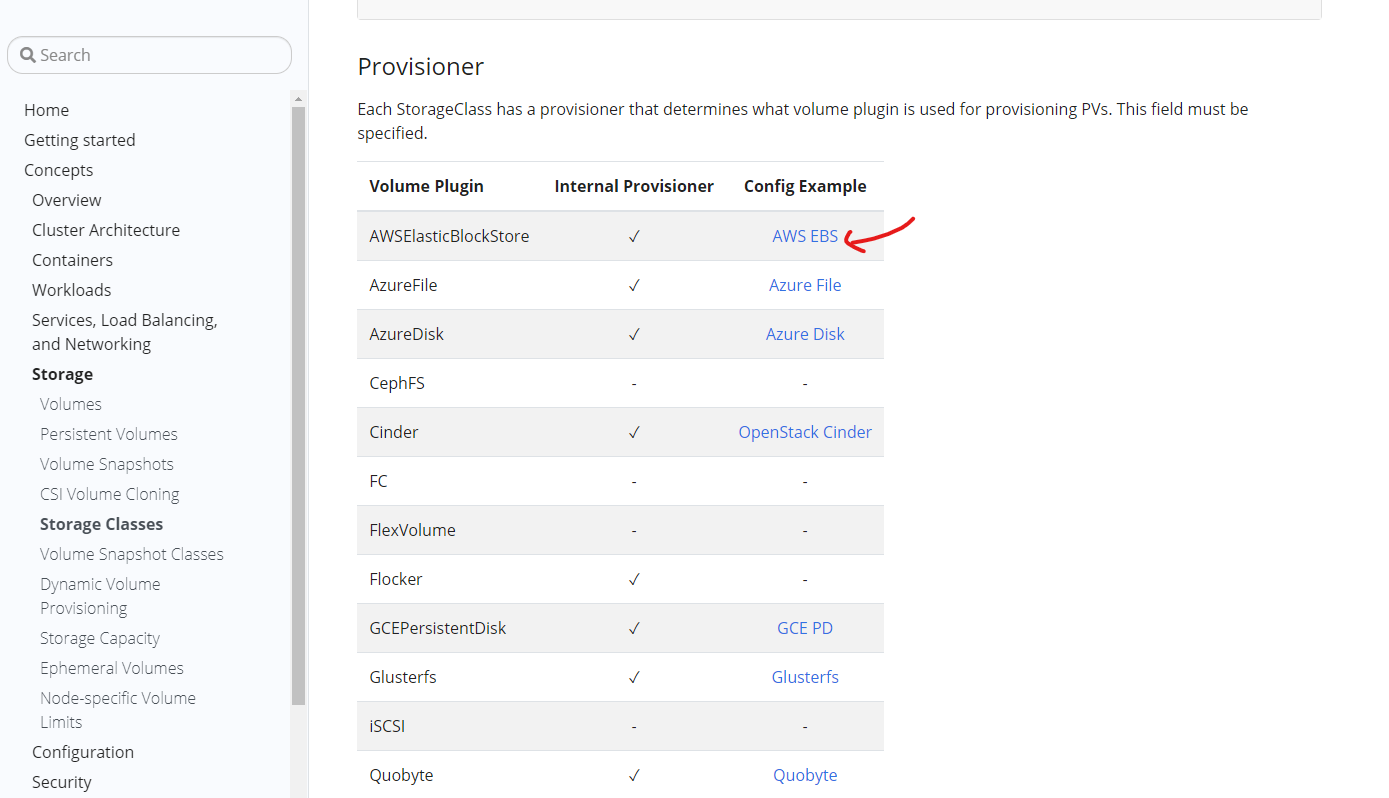 Search
Home
Getting started
Concepts
Overview
Cluster Architecture
Containers
Workloads
Services, Load Balancing,
and Networking
Storage
Volumes
Persistent Volumes
Volume Snapshots
CSI Volume Cloning
Storage Classes
Volume Snapshot Classes
Dynamic Volume
Provisioning
Storage Capacity
Ephemeral Volumes
Node-specific Volume
Limits
Configuration
Security
Provisioner
Each StorageClass has a provisioner that determines what volume plugin is used for provisioning PVs. This field must be
specified.
Volume Plugin Internal Provisioner Config Example
AWSElasticBlockStore ✓ AWS EBS
AzureFile ✓ Azure File
AzureDisk ✓ Azure Disk
CephFS - -
Cinder ✓ OpenStack Cinder
FC - -
FlexVolume - -
Flocker ✓ -
GCEPersistentDisk ✓ GCE PD
Glusterfs ✓ Glusterfs
iSCSI - -
Quobyte ✓ Quobyte